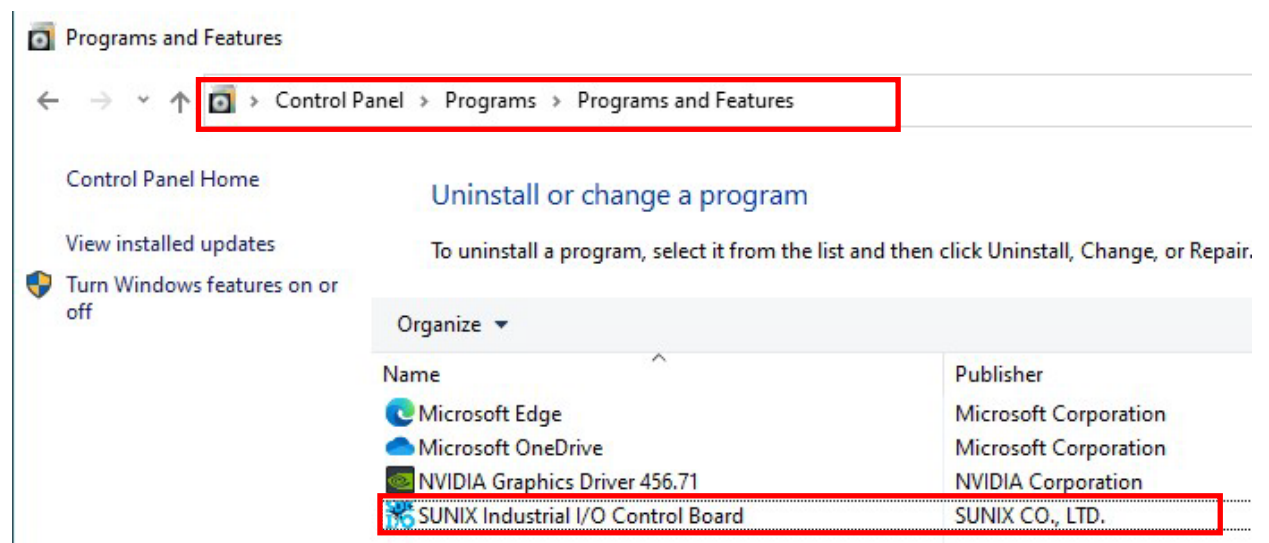 Programs and Features
Control Panel > Programs > Programs and Features
Control Panel Home
View installed updates
Turn Windows features on or
off
Uninstall or change a program
To uninstall a program, select it from the list and then click Uninstall, Change, or Repair.
Organize
Name Publisher
Microsoft Edge Microsoft Corporation
Microsoft OneDrive Microsoft Corporation
NVIDIA Graphics Driver 456.71 NVIDIA Corporation
SUNIX Industrial I/O Control Board SUNIX CO., LTD.